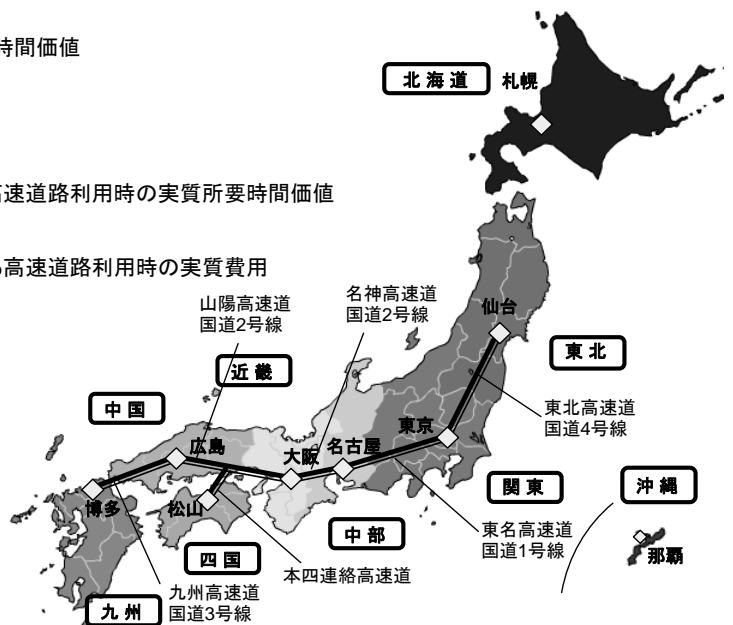 時間価値
北海道
札幌
高速道路利用時の実質所要時間価値
高速道路利用時の実質費用
山陽高速道
国道2号線
名神高速道
国道2号線
仙台
東北
近畿
中国
東北高速道
国道4号線
東京
名古屋
大阪
広島
博多
松山
関東
沖縄
中部
東名高速道
国道1号線
四国
本四連絡高速道
那覇
九州高速道
国道3号線
九州